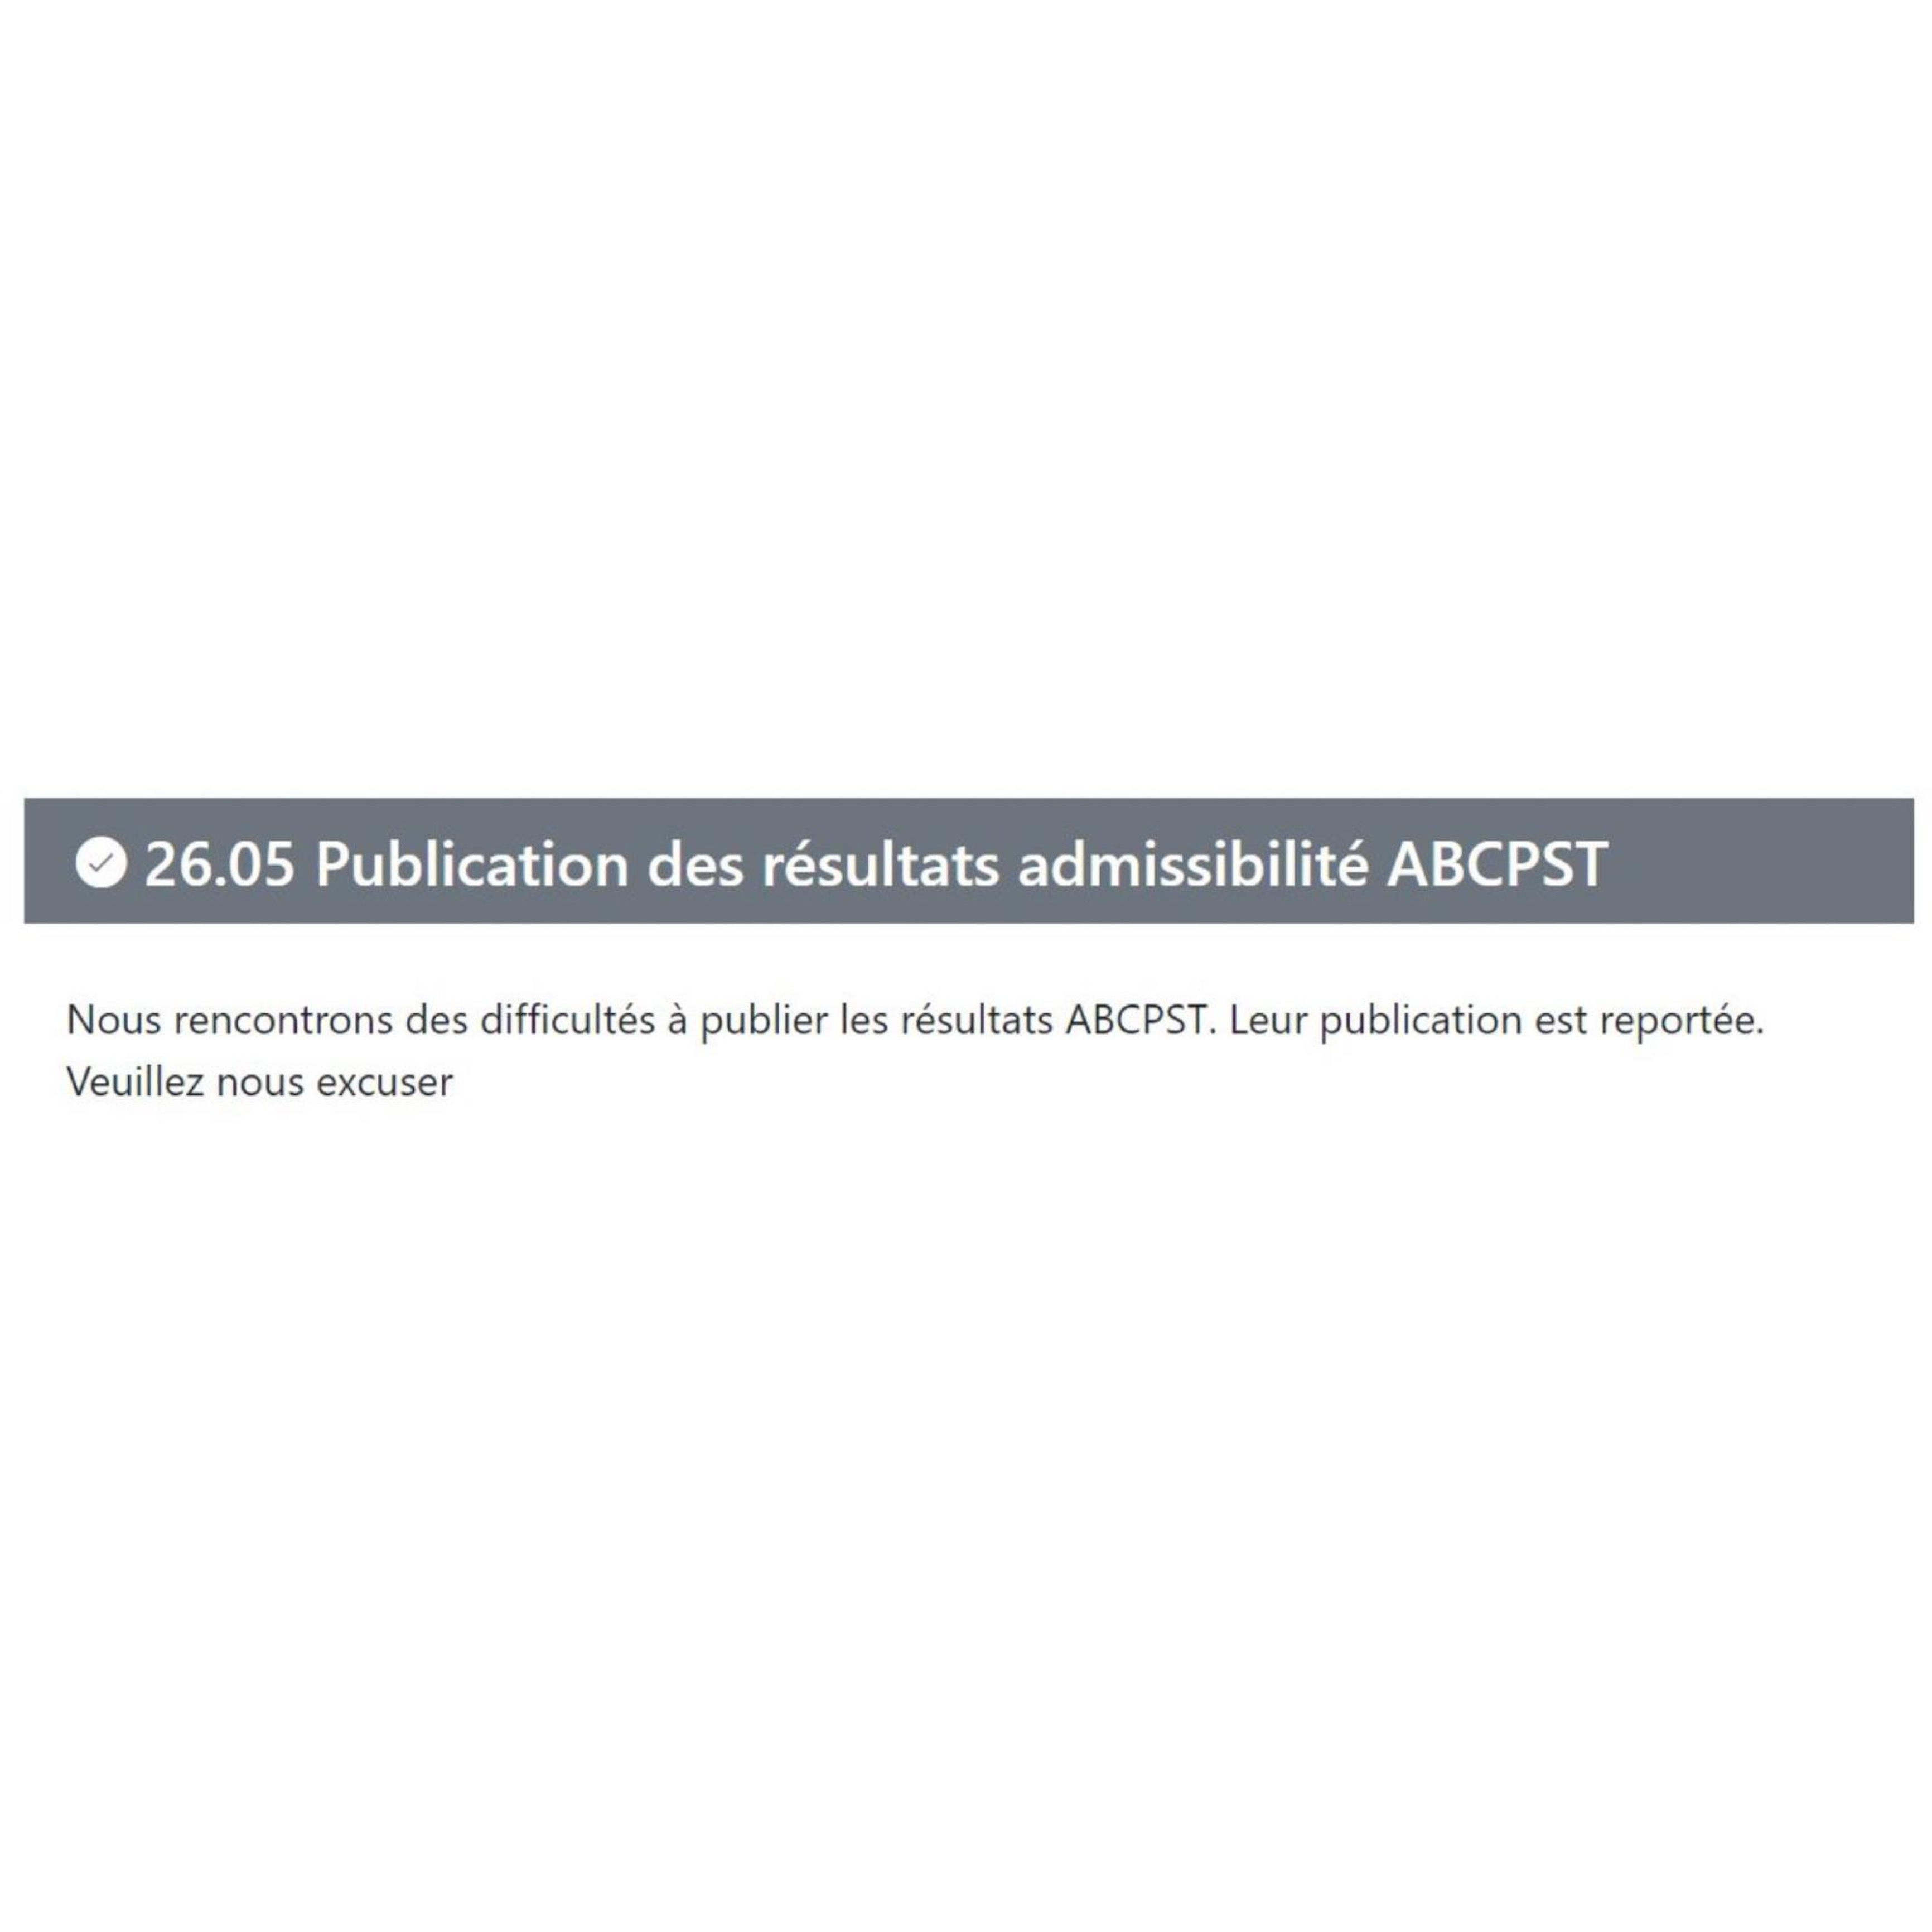 26.05 Publication des résultats admissibilité ABCPST
Nous rencontrons des difficultés à publier les résultats ABCPST. Leur publication est reportée.
Veuillez nous excuser